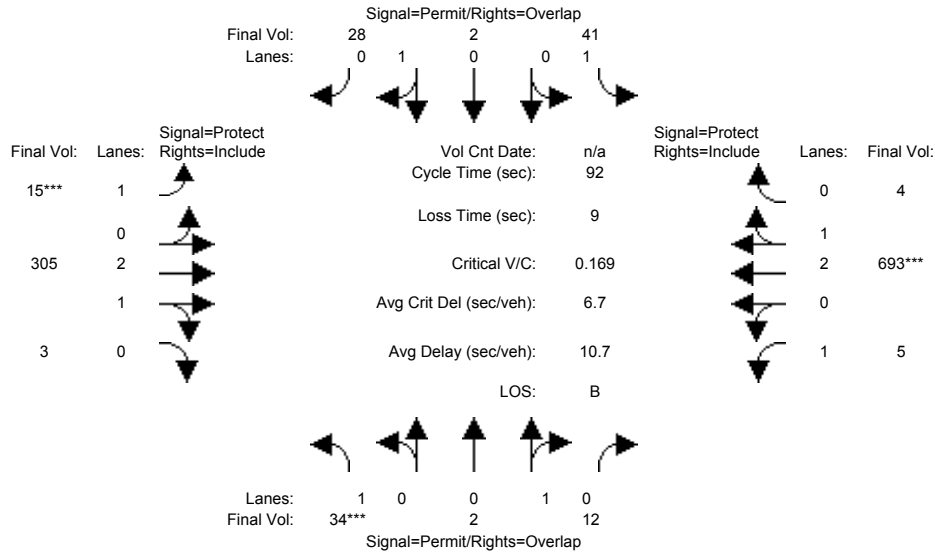 Signal=Permit/Rights=Overlap
Final Vol: 28 2 41
Lanes: 0 1 0 0 1
Signal=Protect
Final Vol: Lanes: Rights=Include
Vol Cnt Date: n/a
Signal=Protect
Rights=Include Lanes: Final Vol:
Cycle Time (sec): 92
15*** 1
0 4
Loss Time (sec): 9
0
1
305 2
Critical V/C: 0.169
2 693***
1
Avg Crit Del (sec/veh): 6.7
0
3 0
Avg Delay (sec/veh): 10.7
1 5
LOS: B
Lanes: 1 0 0 1 0
Final Vol: 34*** 2 12
Signal=Permit/Rights=Overlap